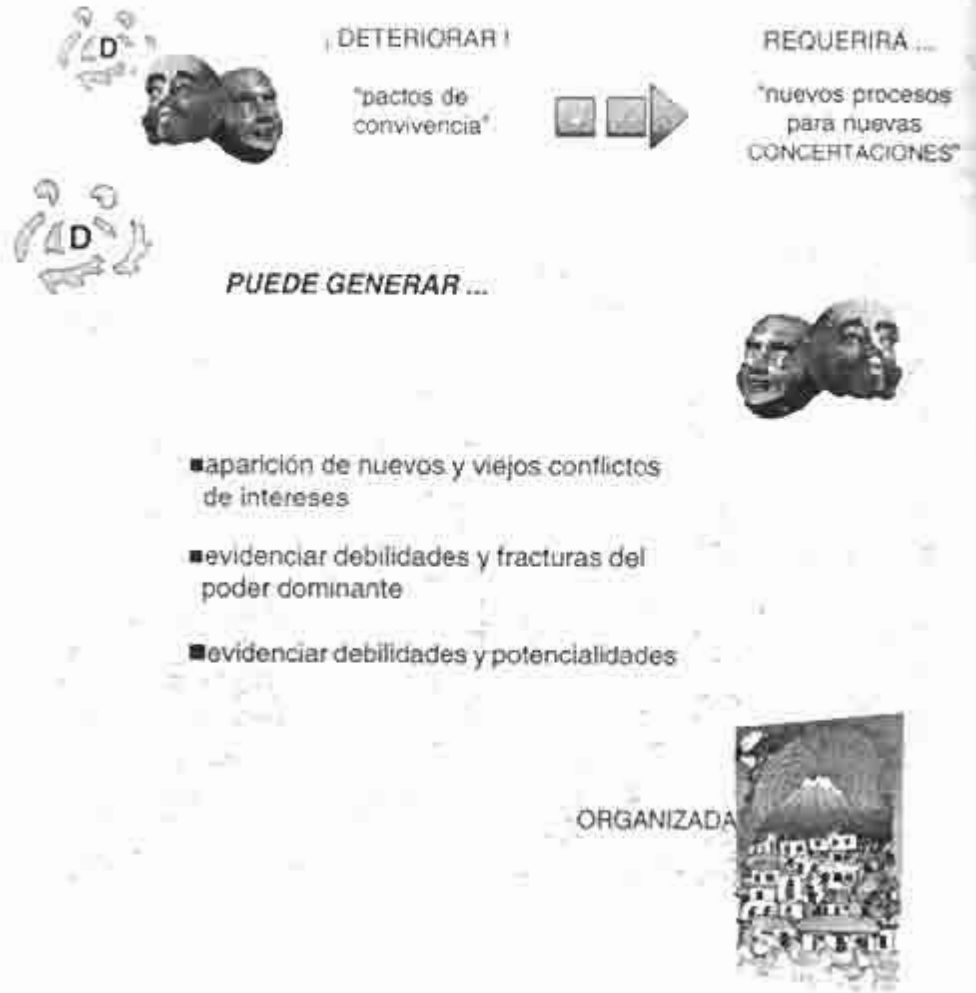 D
¡ DETERIORAR !
REQUERIRA ...
"pactos de
convivencia"
"nuevos procesos
para nuevas
CONCERTACIONES"
D
PUEDE GENERAR ...
■aparición de nuevos y viejos conflictos
de intereses
■evidenciar debilidades y fracturas del
poder dominante
■evidenciar debilidades y potencialidades
ORGANIZADA